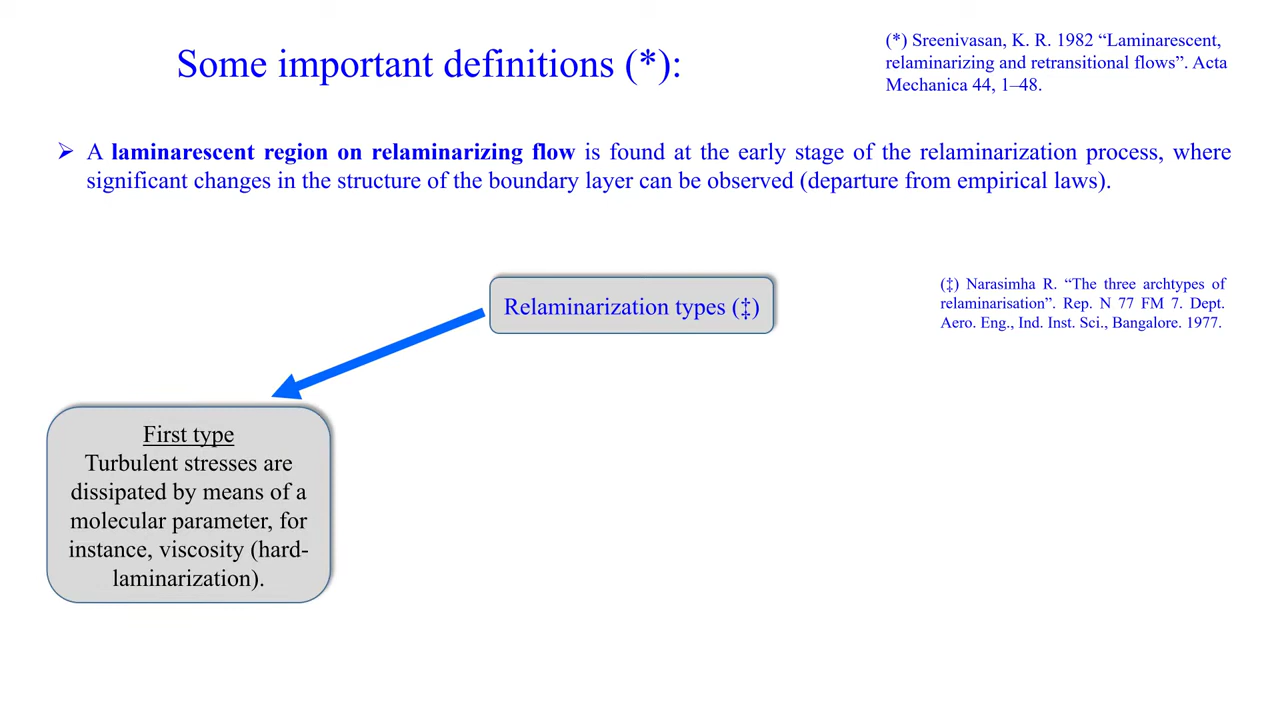 Some important definitions (*):
(*) Sreenivasan, K. R. 1982 “Laminarescent,
relaminarizing and retransitional flows”. Acta
Mechanica 44, 1–48.
➢ A laminarescent region on relaminarizing flow is found at the early stage of the relaminarization process, where
significant changes in the structure of the boundary layer can be observed (departure from empirical laws).
Relaminarization types (‡)
(‡) Narasimha R. “The three archtypes of
relaminarisation”. Rep. N 77 FM 7. Dept.
Aero. Eng., Ind. Inst. Sci., Bangalore. 1977.
First type
Turbulent stresses are
dissipated by means of a
molecular parameter, for
instance, viscosity (hard-
laminarization).